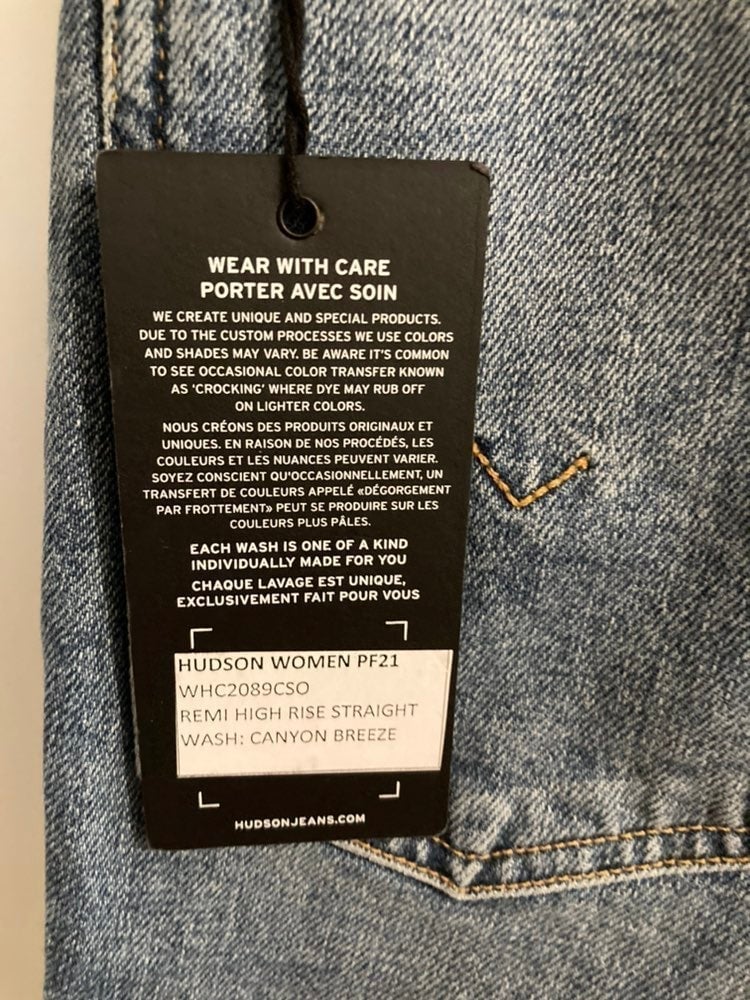 WEAR WITH CARE
PORTER AVEC SOIN
WE CREATE UNIQUE AND SPECIAL PRODUCTS.
DUE TO THE CUSTOM PROCESSES WE USE COLORS
AND SHADES MAY VARY. BE AWARE IT'S COMMON
TO SEE OCCASIONAL COLOR TRANSFER KNOWN
AS 'CROCKING' WHERE DYE MAY RUB OFF
ON LIGHTER COLORS.
NOUS CRÉONS DES PRODUITS ORIGINAUX ET
UNIQUES. EN RAISON DE NOS PROCÉDÉS, LES
COULEURS ET LES NUANCES PEUVENT VARIER.
SOYEZ CONSCIENT QU'OCCASIONNELLEMENT, UN
TRANSFERT DE COULEURS APPELÉ «DÉGORGEMENT
PAR FROTTEMENT» PEUT SE PRODUIRE SUR LES
COULEURS PLUS PÂLES.
EACH WASH IS ONE OF A KIND
INDIVIDUALLY MADE FOR YOU
CHAQUE LAVAGE EST UNIQUE,
EXCLUSIVEMENT FAIT POUR VOUS
HUDSON WOMEN PF21
WHC2089CSO
REMI HIGH RISE STRAIGHT
WASH: CANYON BREEZE
HUDSONJEANS.COM